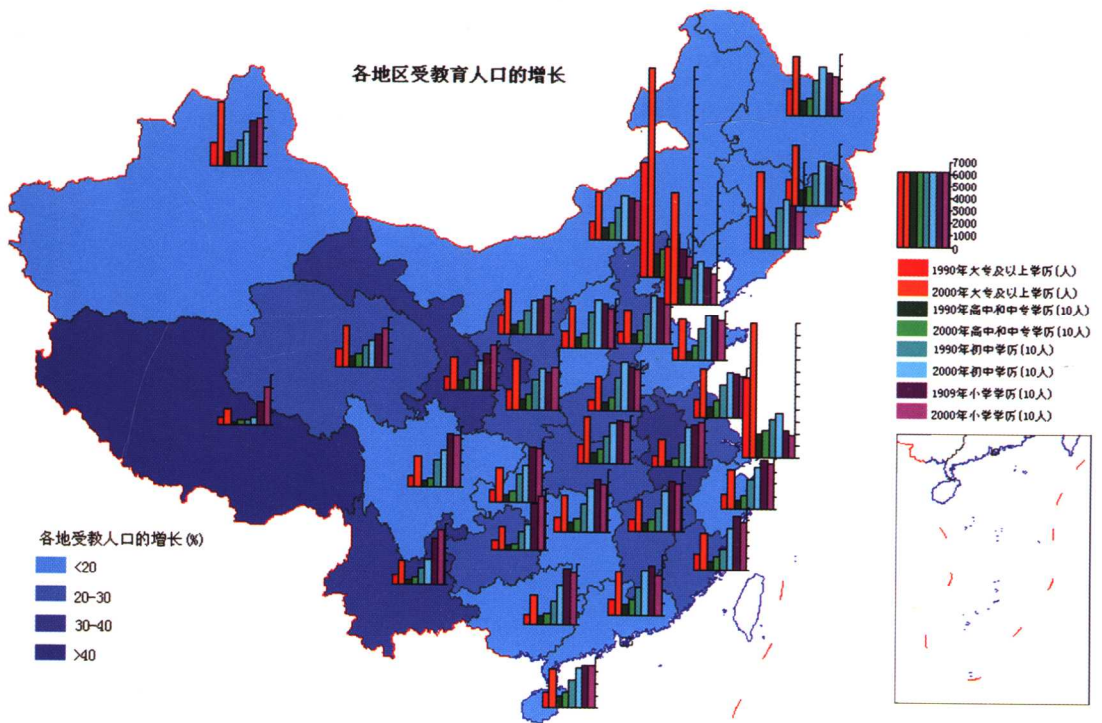 各地区受教育人口的增长
7000
6000
5000
4000
3000
2000
1000
0
1990年大专及以上学历(人)
2000年大专及以上学历(人)
1990年高中和中专学历(10人)
2000年高中和中专学历(10人)
1990年初中学历(10人)
2000年初中学历(10人)
1909年小学学历(10人)
2000年小学学历(10人)
各地受教人口的增长(%)
<20
20-30
30-40
>40